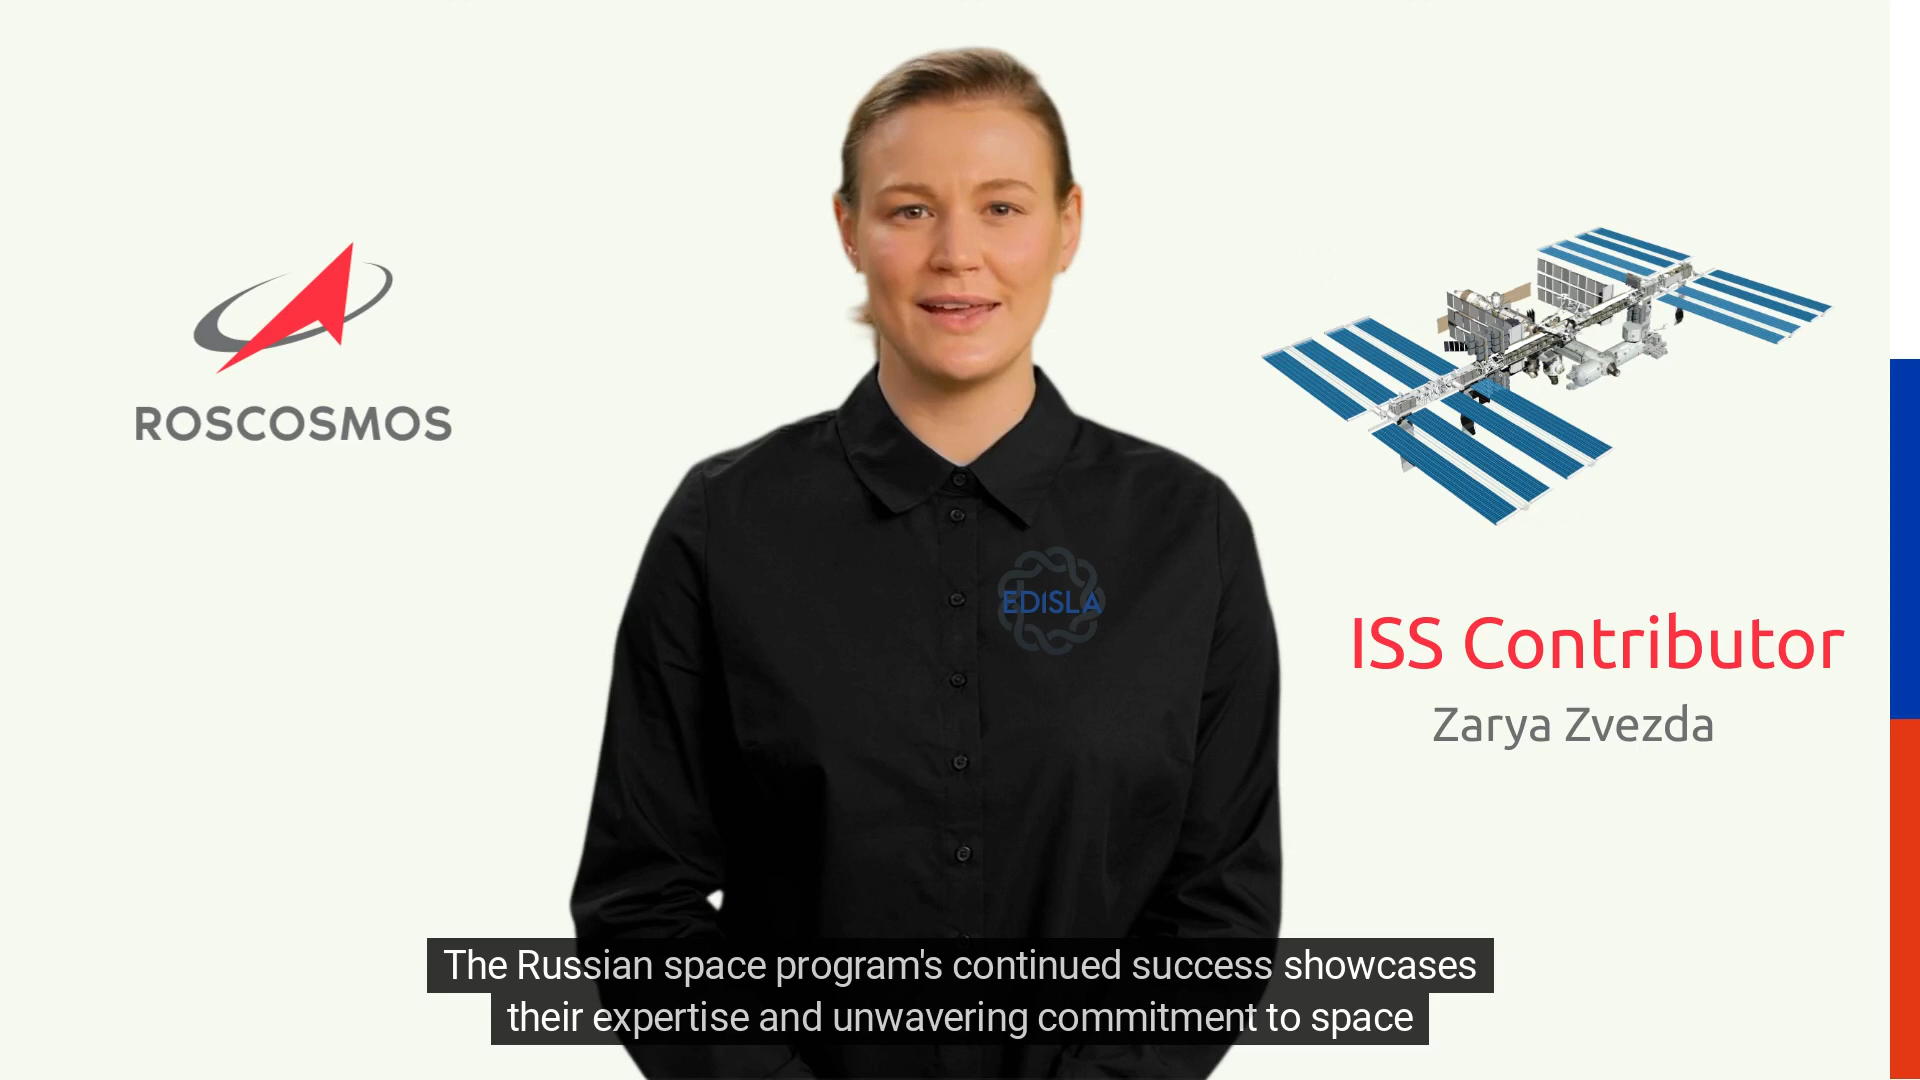 ROSCOSMOS
EDISLA
ISS Contributor
Zarya Zvezda
The Russian space program's continued success showcases
their expertise and unwavering commitment to space